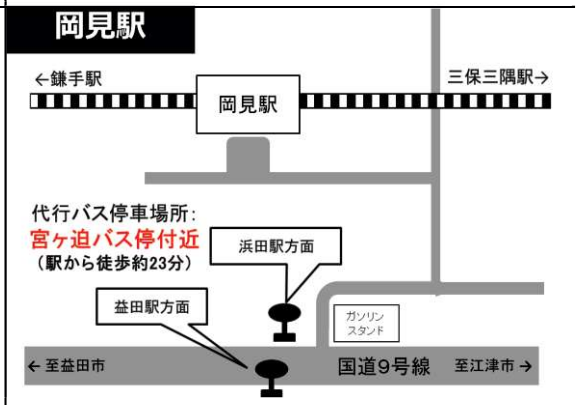 岡見駅
←鎌手駅
三保三隅駅→
岡見駅
代行バス停車場所:
宮ヶ迫バス停付近
(駅から徒歩約23分)
浜田駅方面
益田駅方面
ガソリン
スタンド
← 至益田市
国道9号線
至江津市 →